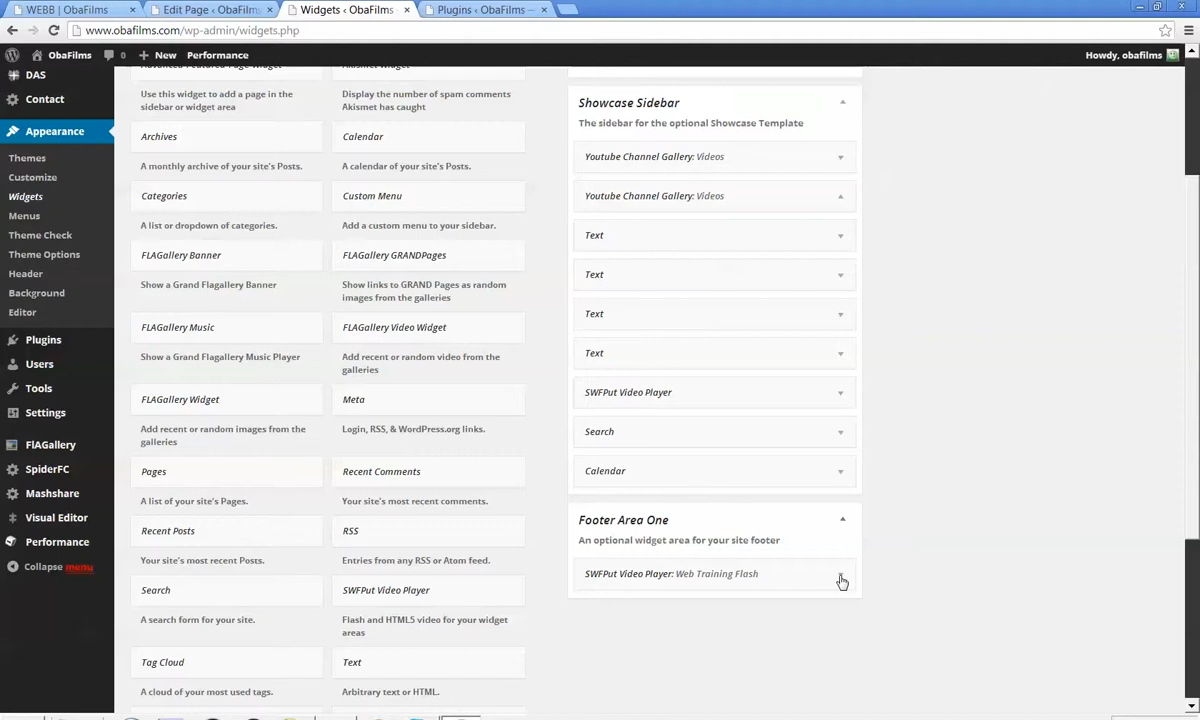 WEBB | ObaFilms
Edit Page ‹ ObaFilms
Widgets ‹ ObaFilms
Plugins ‹ ObaFilms —
www.obafilms.com/wp-admin/widgets.php
ObaFilms
0
New
Performance
Howdy, obafilms
DAS
Contact
Appearance
Themes
Customize
Widgets
Menus
Theme Check
Theme Options
Header
Background
Editor
Plugins
Users
Tools
Settings
FlAGallery
SpiderFC
Mashshare
Visual Editor
Performance
Collapse menu
Advanced Featured Page Widget
Akismet Widget
Use this widget to add a page in the
sidebar or widget area
Display the number of spam comments
Akismet has caught
Archives
Calendar
A monthly archive of your site's Posts.
A calendar of your site's Posts.
Categories
Custom Menu
A list or dropdown of categories.
Add a custom menu to your sidebar.
FLAGallery Banner
FLAGallery GRANDPages
Show a Grand Flagallery Banner
Show links to GRAND Pages as random
images from the galleries
FLAGallery Music
FLAGallery Video Widget
Show a Grand Flagallery Music Player
Add recent or random video from the
galleries
FLAGallery Widget
Meta
Add recent or random images from the
galleries
Login, RSS, & WordPress.org links.
Pages
Recent Comments
A list of your site's Pages.
Your site's most recent comments.
Recent Posts
RSS
Your site's most recent Posts.
Entries from any RSS or Atom feed.
Search
SWFPut Video Player
A search form for your site.
Flash and HTML5 video for your widget
areas
Tag Cloud
Text
A cloud of your most used tags.
Arbitrary text or HTML.
Showcase Sidebar
The sidebar for the optional Showcase Template
Youtube Channel Gallery: Videos
Youtube Channel Gallery: Videos
Text
Text
Text
Text
SWFPut Video Player
Search
Calendar
Footer Area One
An optional widget area for your site footer
SWFPut Video Player: Web Training Flash